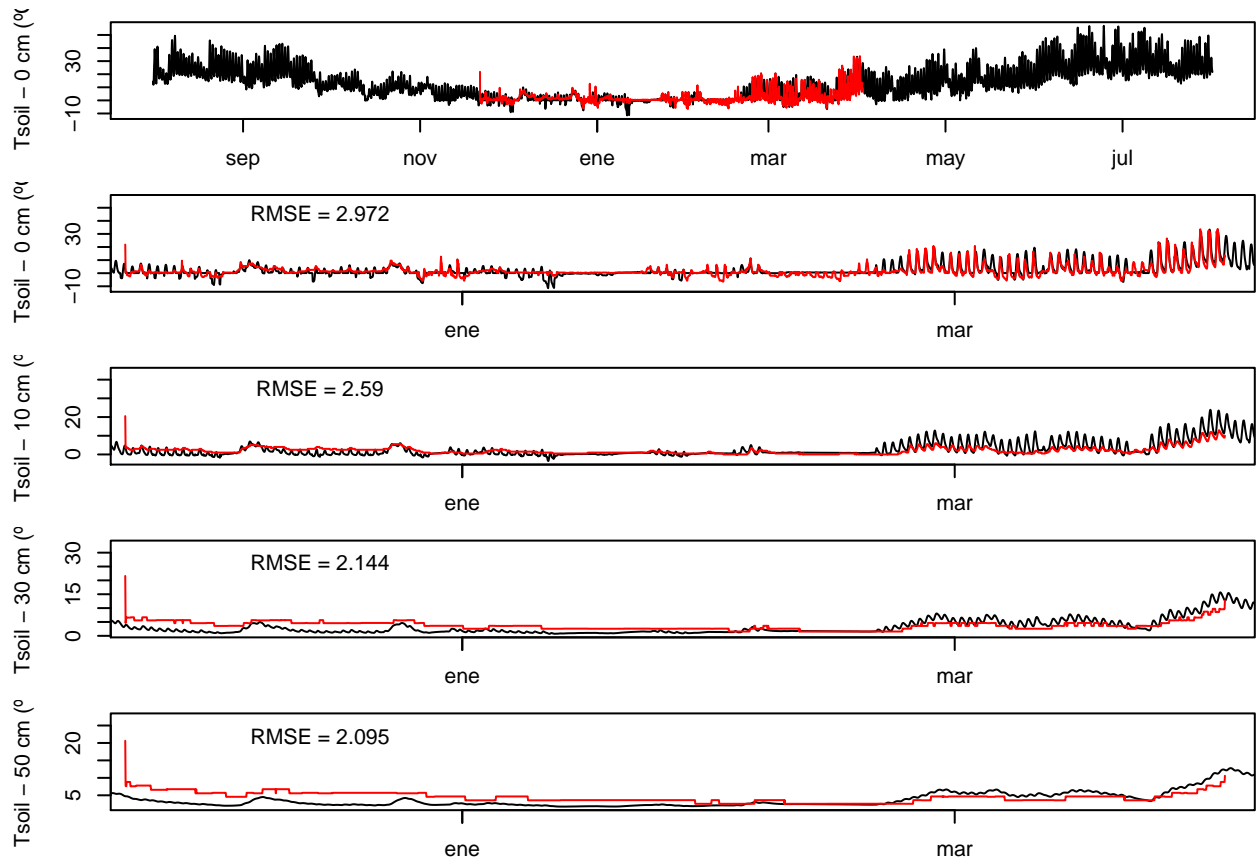 Tsoil − 0 cm (º
30
−10
sep nov ene mar may jul
Tsoil − 0 cm (º
30
−10
RMSE = 2.972
ene mar
Tsoil − 10 cm (
20
0
RMSE = 2.59
ene mar
Tsoil − 30 cm (º
30
15
0
RMSE = 2.144
ene mar
Tsoil − 50 cm (º
20
5
RMSE = 2.095
ene mar